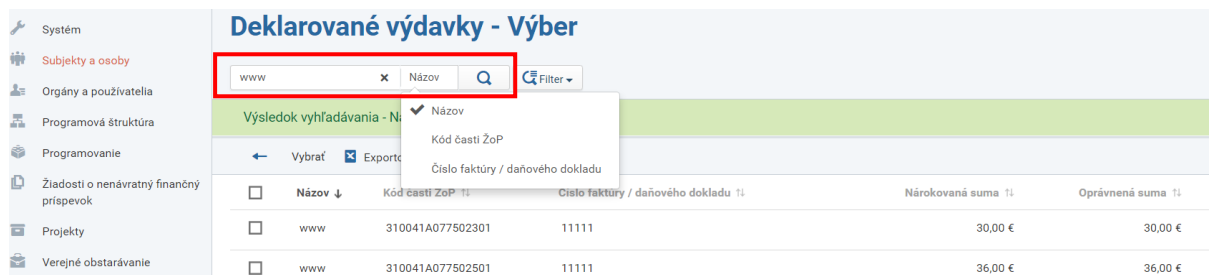 Systém
Subjekty a osoby
Orgány a používatelia
Programová štruktúra
Programovanie
Žiadosti o nenávratný finančný
príspevok
Projekty
Verejné obstarávanie
Deklarované výdavky - Výber
www Názov Filter
Výsledok vyhľadávania -
Názov
Kód časti ŽoP
Číslo faktúry / daňového dokladu
Vybrať
Názov Kód časti ŽoP Číslo faktúry / daňového dokladu Nárokovaná suma Oprávnená suma
www 310041A077502301 11111 30,00 € 30,00 €
www 310041A077502501 11111 36,00 € 36,00 €